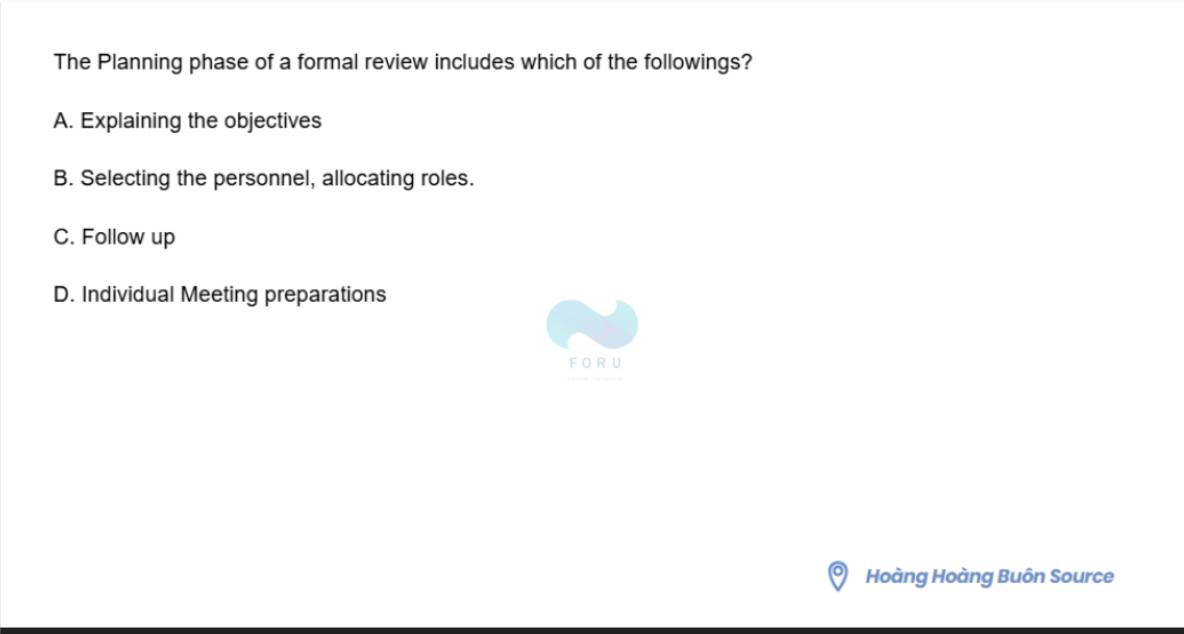 The Planning phase of a formal review includes which of the followings?
A. Explaining the objectives
B. Selecting the personnel, allocating roles.
C. Follow up
D. Individual Meeting preparations
FORU
Hoàng Hoàng Buôn Source